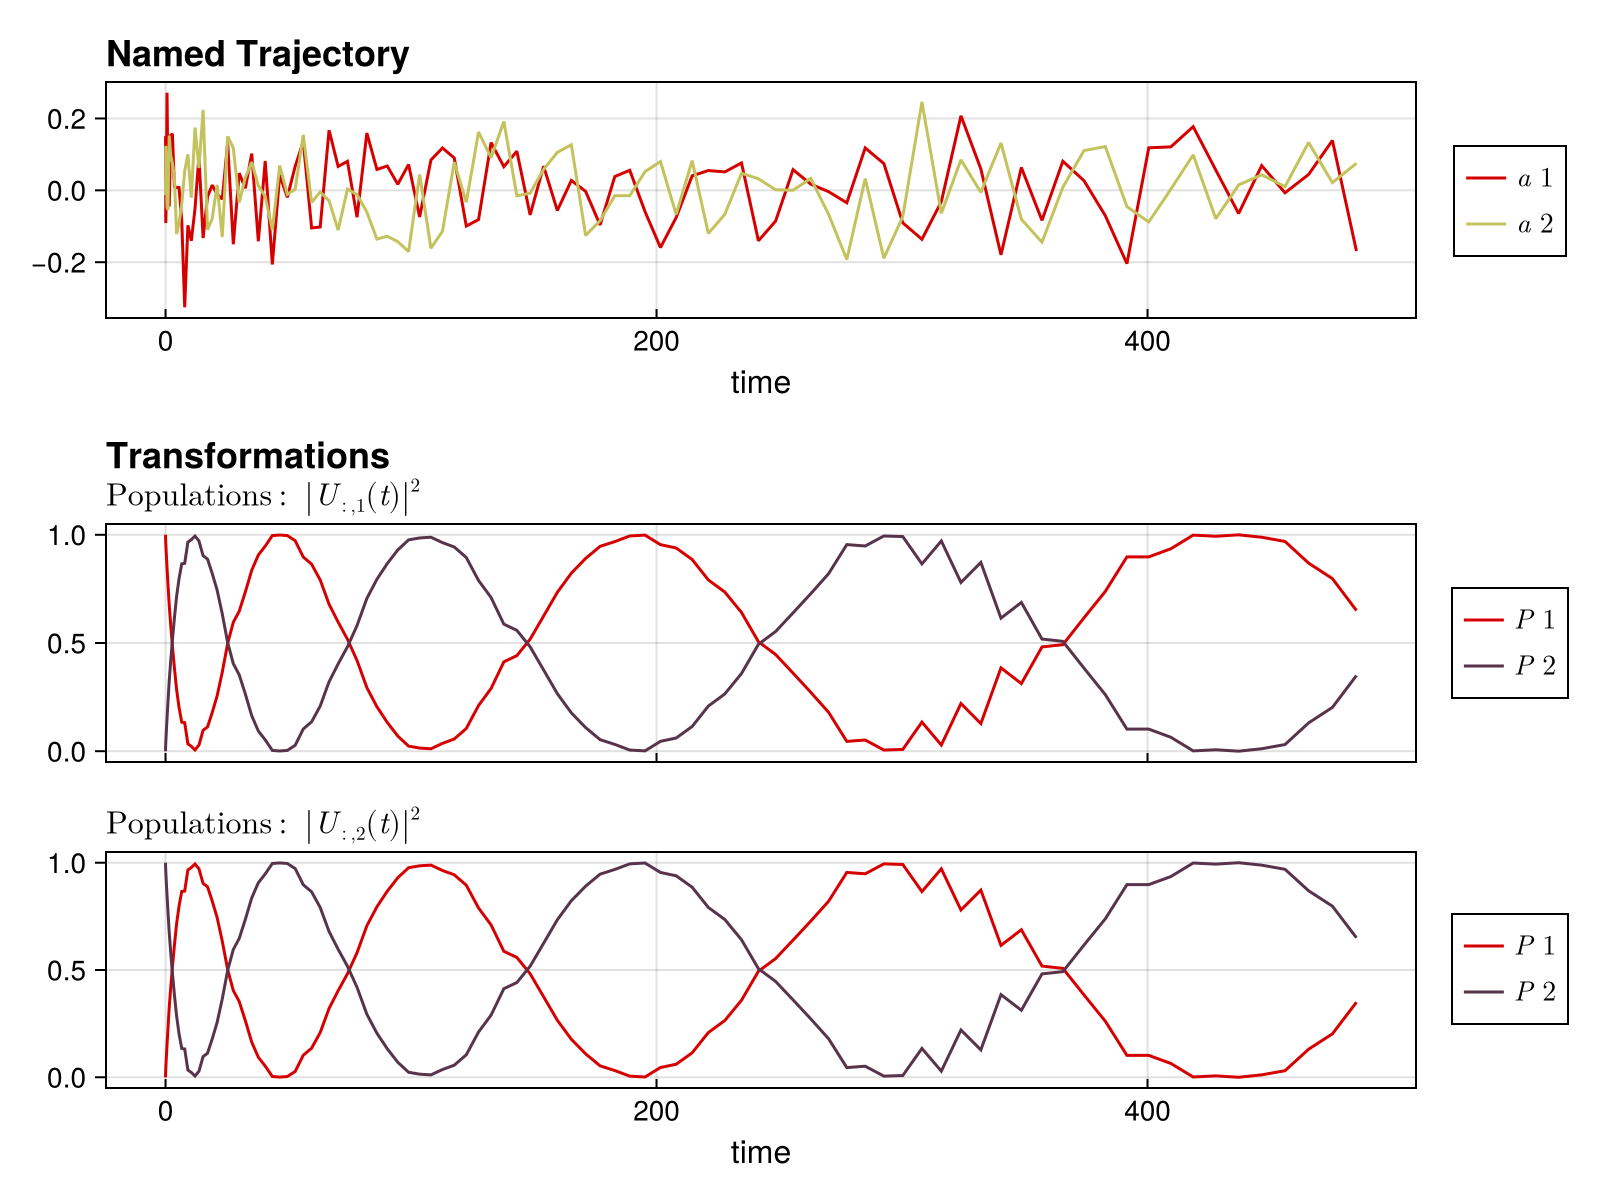 Named Trajectory
0.2
0.0
−0.2
0 200 400
time
a 1
a 2
Transformations
Populations: |U:,1(t)|²
1.0
0.5
0.0
P 1
P 2
Populations: |U:,2(t)|²
1.0
0.5
0.0
0 200 400
time
P 1
P 2